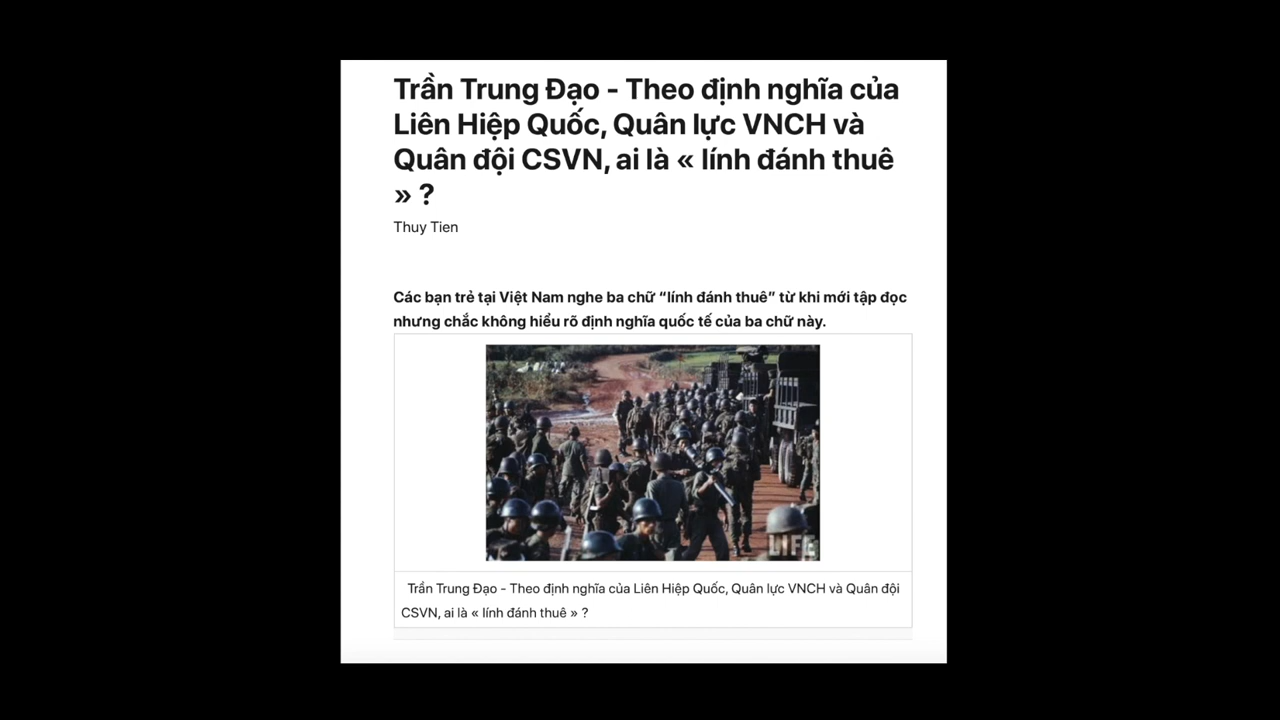 Trần Trung Đạo - Theo định nghĩa của
Liên Hiệp Quốc, Quân lực VNCH và
Quân đội CSVN, ai là « lính đánh thuê
» ?
Thuy Tien
Các bạn trẻ tại Việt Nam nghe ba chữ “lính đánh thuê” từ khi mới tập đọc
nhưng chắc không hiểu rõ định nghĩa quốc tế của ba chữ này.
LIFE
Trần Trung Đạo - Theo định nghĩa của Liên Hiệp Quốc, Quân lực VNCH và Quân đội
CSVN, ai là « lính đánh thuê » ?